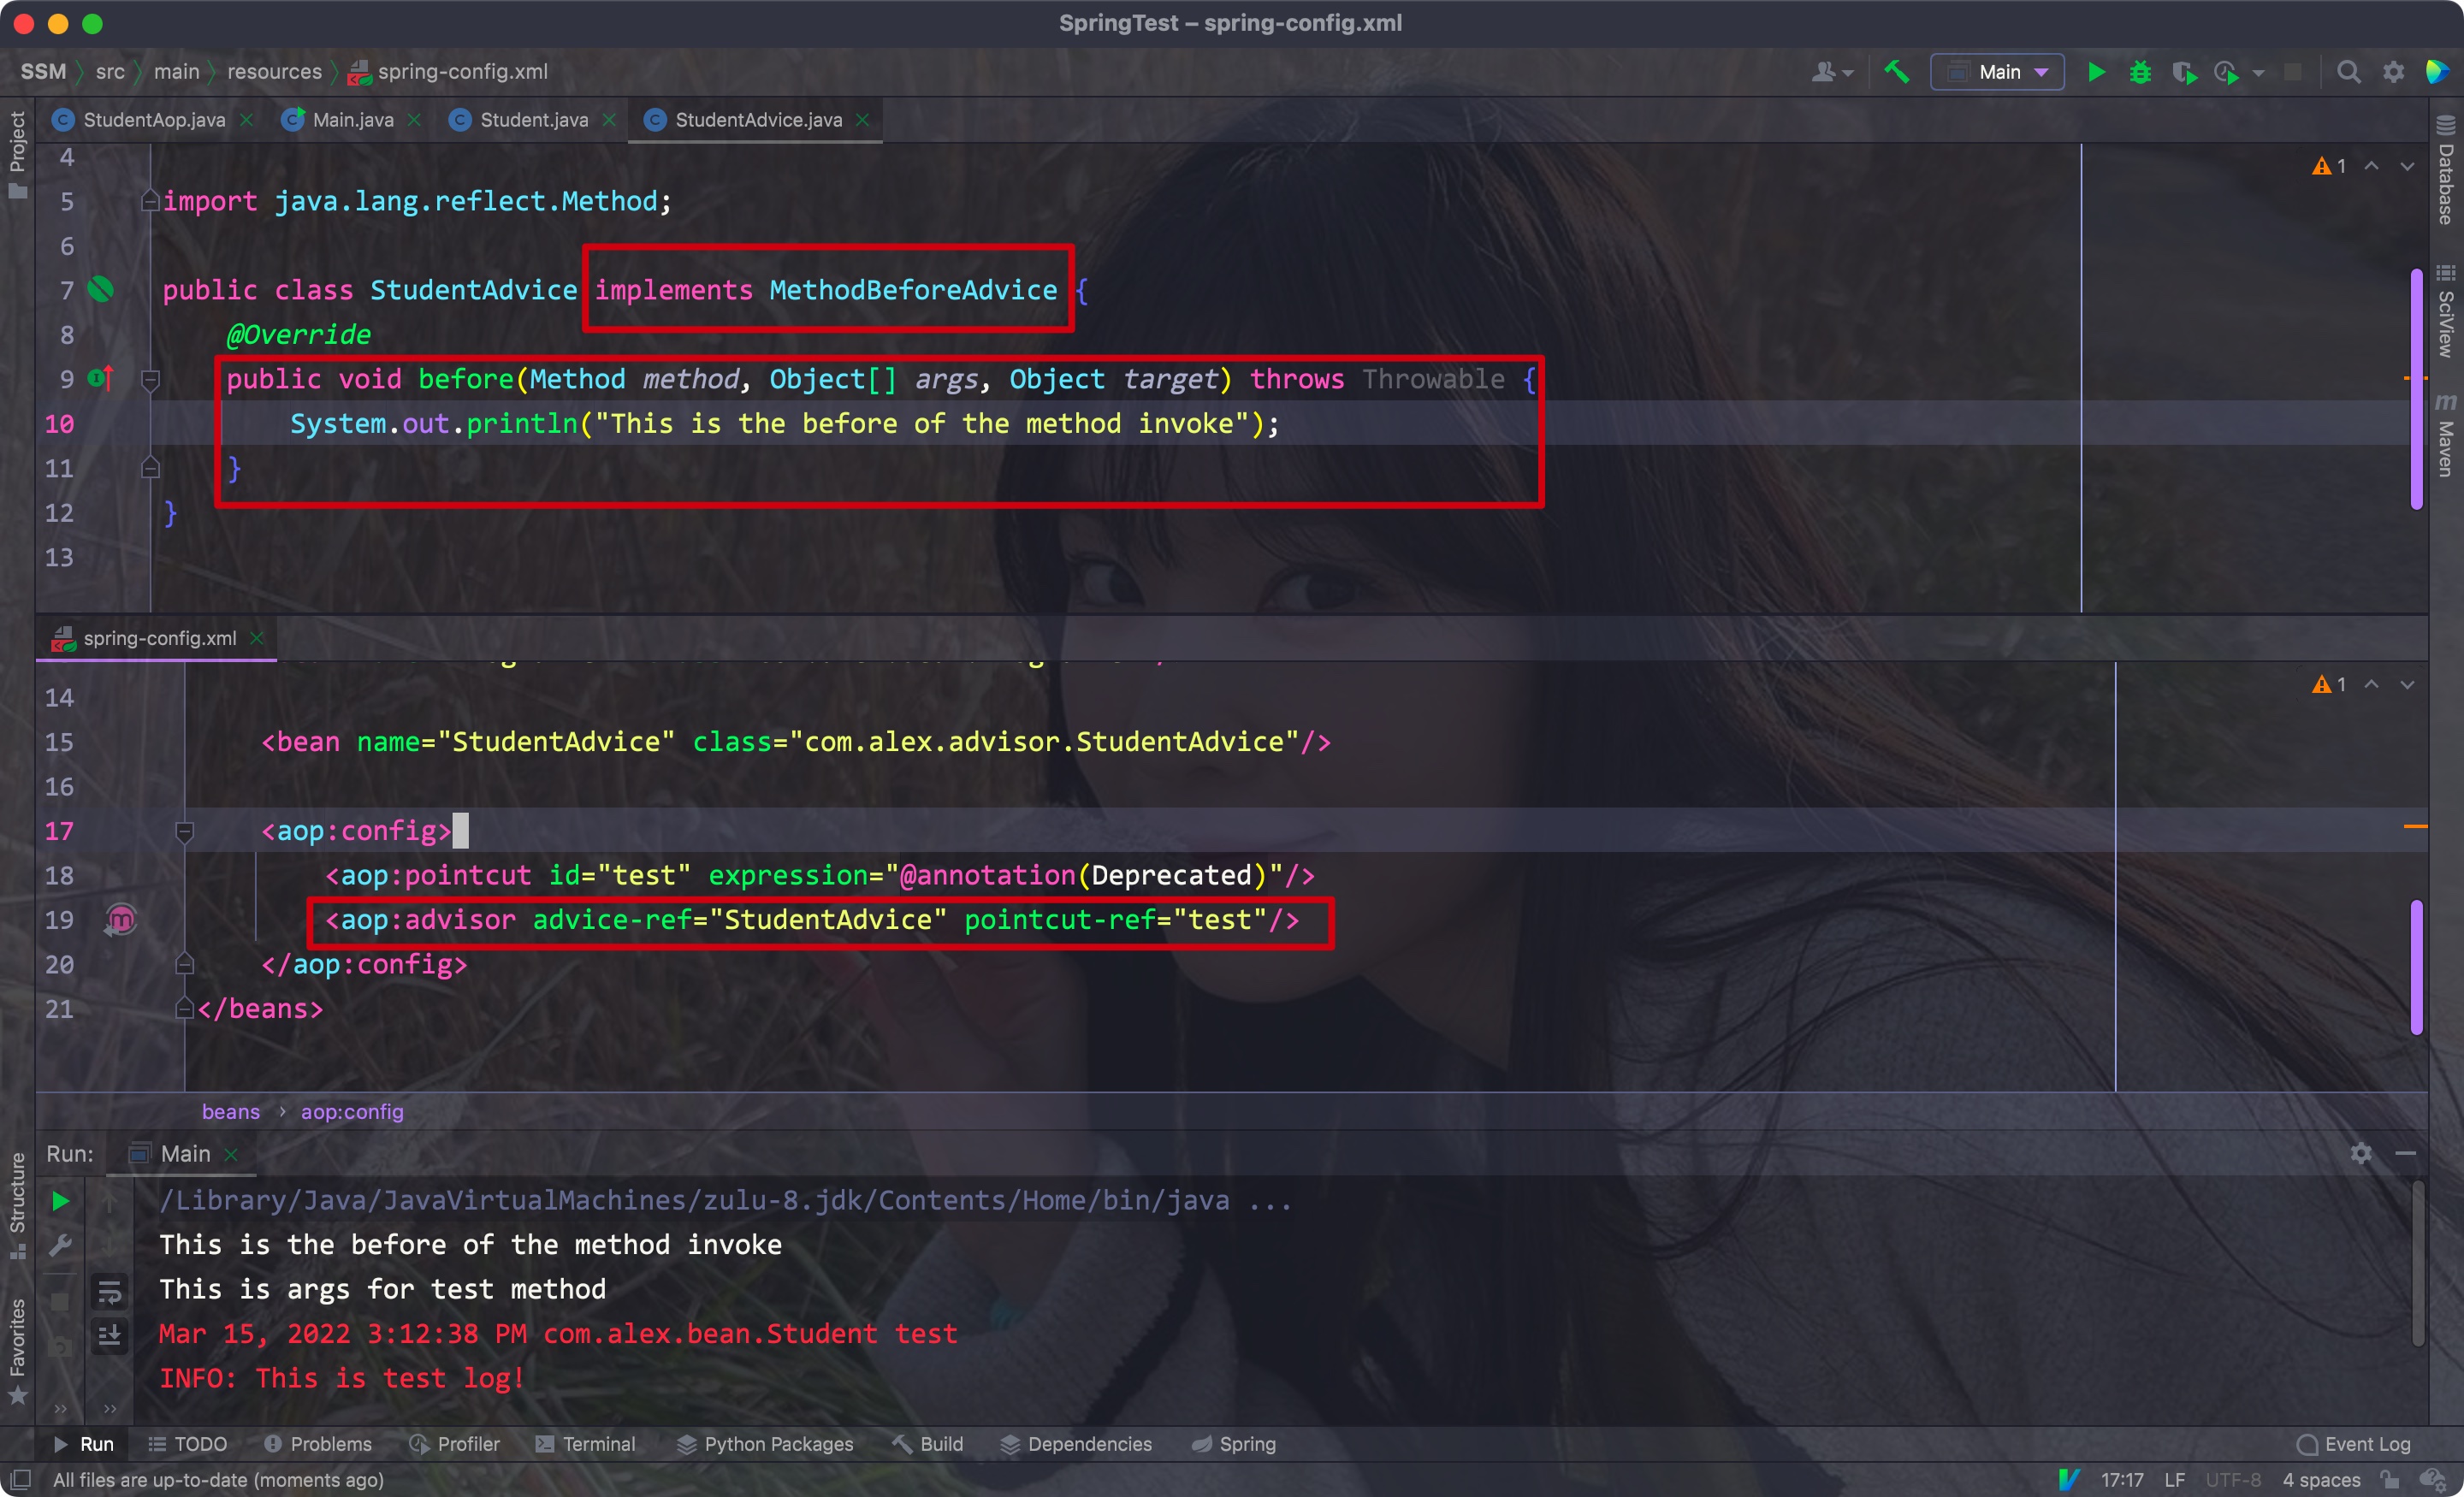 SpringTest – spring-config.xml
SSM src main resources spring-config.xml
Main
StudentAop.java Main.java Student.java StudentAdvice.java
Project
Database
SciView
Maven
1
4
5 import java.lang.reflect.Method;
6
7 public class StudentAdvice implements MethodBeforeAdvice {
8 @Override
9 public void before(Method method, Object[] args, Object target) throws Throwable {
10 System.out.println("This is the before of the method invoke");
11 }
12 }
13
spring-config.xml
1
14
15 <bean name="StudentAdvice" class="com.alex.advisor.StudentAdvice"/>
16
17 <aop:config>
18 <aop:pointcut id="test" expression="@annotation(Deprecated)"/>
19 <aop:advisor advice-ref="StudentAdvice" pointcut-ref="test"/>
20 </aop:config>
21 </beans>
beans › aop:config
Run: Main
Structure
Favorites
/Library/Java/JavaVirtualMachines/zulu-8.jdk/Contents/Home/bin/java ...
This is the before of the method invoke
This is args for test method
Mar 15, 2022 3:12:38 PM com.alex.bean.Student test
INFO: This is test log!
Run TODO Problems Profiler Terminal Python Packages Build Dependencies Spring Event Log
All files are up-to-date (moments ago) 17:17 LF UTF-8 4 spaces